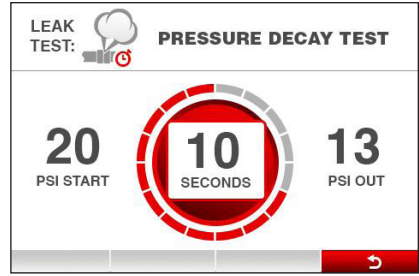 LEAK
TEST:
PRESSURE DECAY TEST
20
PSI START
10
SECONDS
13
PSI OUT